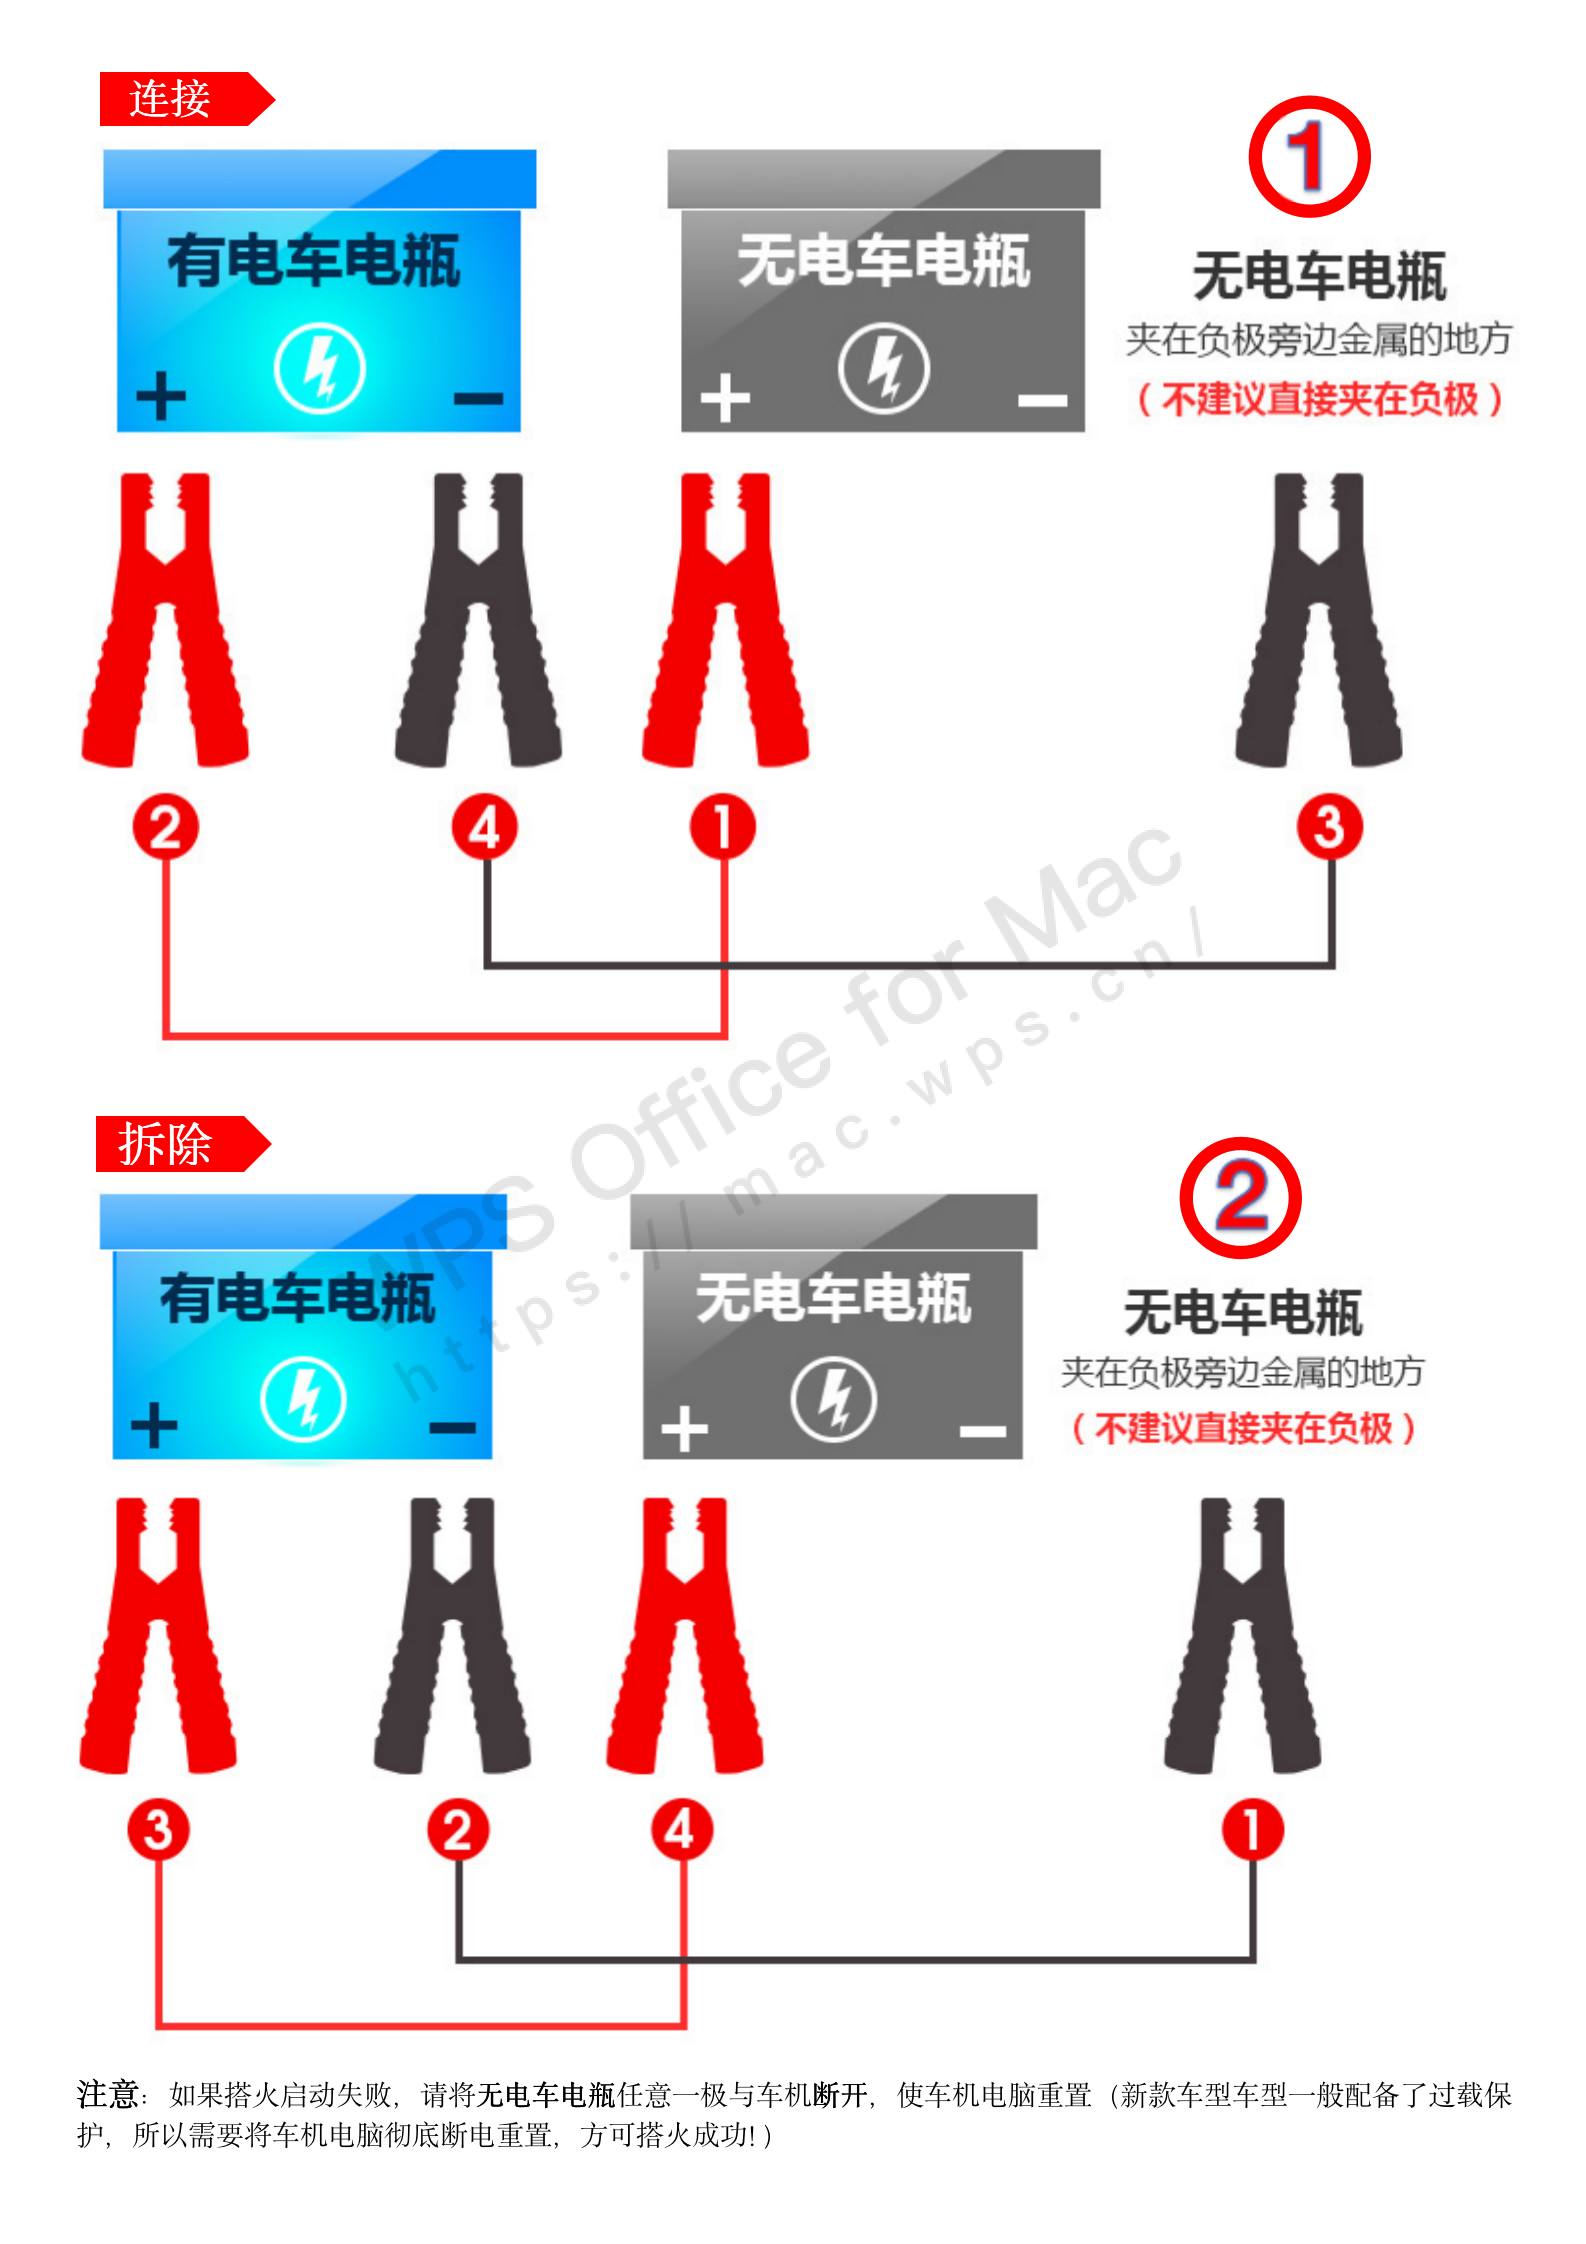 连接
1
有电车电瓶
无电车电瓶
无电车电瓶
夹在负极旁边金属的地方
（不建议直接夹在负极）
+ −
+ −
2 4 1 3
WPS Office for Mac
https://mac.wps.cn/
拆除
2
有电车电瓶
无电车电瓶
无电车电瓶
夹在负极旁边金属的地方
（不建议直接夹在负极）
+ −
+ −
3 2 4 1
注意：如果搭火启动失败，请将无电车电瓶任意一极与车机断开，使车机电脑重置（新款车型车型一般配备了过载保
护，所以需要将车机电脑彻底断电重置，方可搭火成功!）